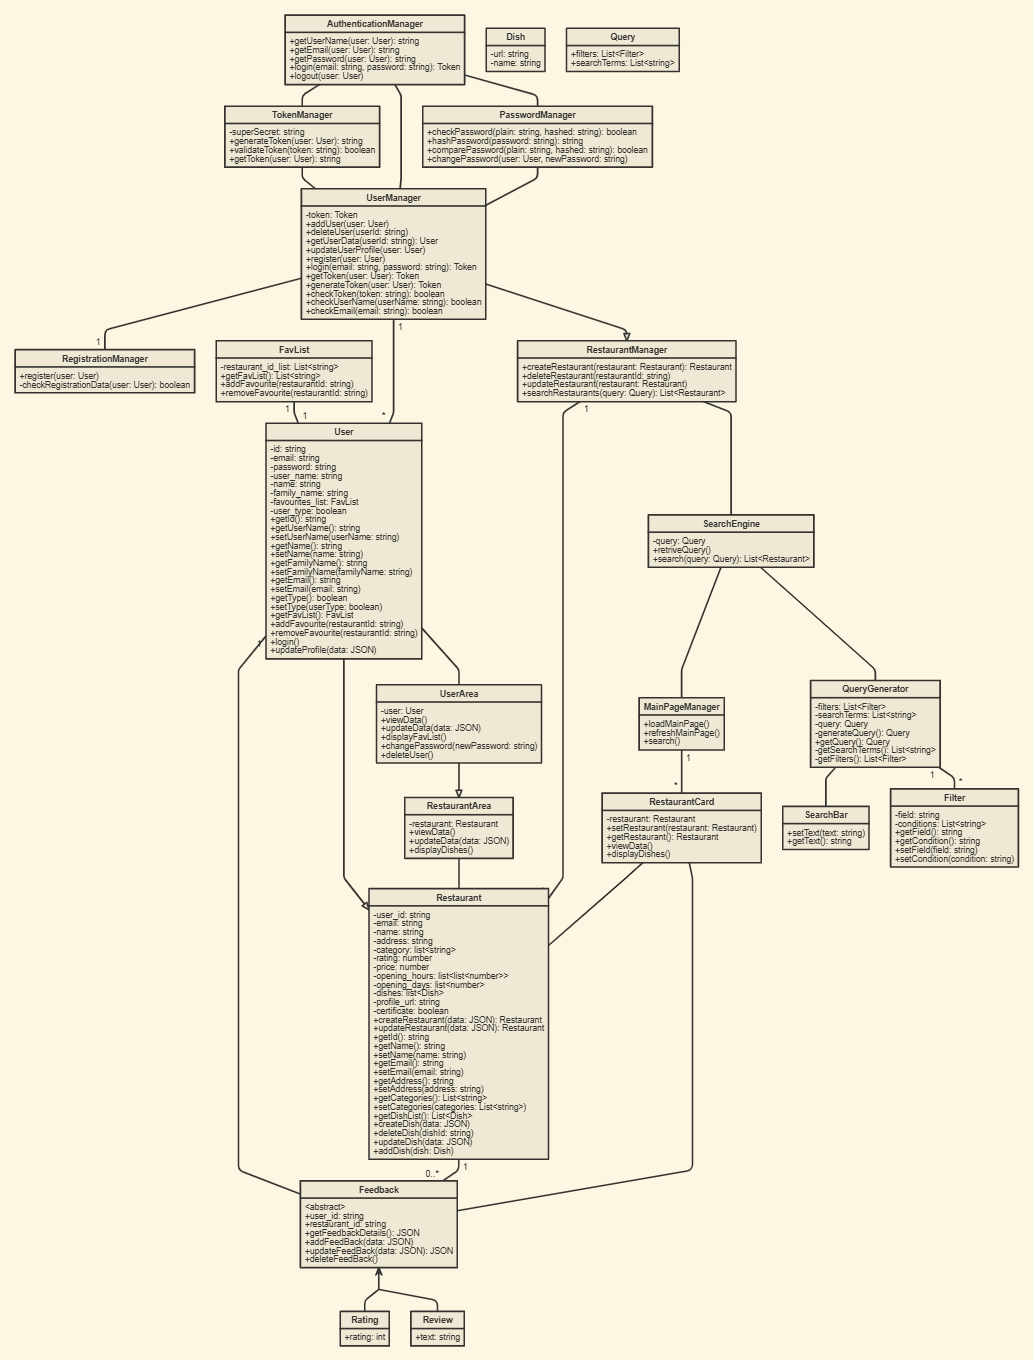 AuthenticationManager
+getUserName(user: User): string
+getEmail(user: User): string
+getPassword(user: User): string
+login(email: string, password: string): Token
+logout(user: User)
Dish
-url: string
-name: string
Query
+filters: List<Filter>
+searchTerms: List<string>
TokenManager
-superSecret: string
+generateToken(user: User): string
+validateToken(token: string): boolean
+getToken(user: User): string
PasswordManager
+checkPassword(plain: string, hashed: string): boolean
+hashPassword(password: string): string
+comparePassword(plain: string, hashed: string): boolean
+changePassword(user: User, newPassword: string)
UserManager
-token: Token
+addUser(user: User)
+deleteUser(userId: string)
+getUserData(userId: string): User
+updateUserProfile(user: User)
+register(user: User)
+login(email: string, password: string): Token
+getToken(user: User): Token
+generateToken(user: User): Token
+checkToken(token: string): boolean
+checkUserName(userName: string): boolean
+checkEmail(email: string): boolean
1
1
RegistrationManager
+register(user: User)
-checkRegistrationData(user: User): boolean
FavList
-restaurant_id_list: List<string>
+getFavList(): List<string>
+addFavourite(restaurantId: string)
+removeFavourite(restaurantId: string)
RestaurantManager
+createRestaurant(restaurant: Restaurant): Restaurant
+deleteRestaurant(restaurantId: string)
+updateRestaurant(restaurant: Restaurant)
+searchRestaurants(query: Query): List<Restaurant>
1
1
*
1
User
-id: string
-email: string
-password: string
-user_name: string
-name: string
-family_name: string
-favourites_list: FavList
-user_type: boolean
+getId(): string
+getUserName(): string
+setUserName(userName: string)
+getName(): string
+setName(name: string)
+getFamilyName(): string
+setFamilyName(familyName: string)
+getEmail(): string
+setEmail(email: string)
+getType(): boolean
+setType(userType: boolean)
+getFavList(): FavList
+addFavourite(restaurantId: string)
+removeFavourite(restaurantId: string)
+login()
+updateProfile(data: JSON)
1
SearchEngine
-query: Query
+retriveQuery()
+search(query: Query): List<Restaurant>
UserArea
-user: User
+viewData()
+updateData(data: JSON)
+displayFavList()
+changePassword(newPassword: string)
+deleteUser()
MainPageManager
+loadMainPage()
+refreshMainPage()
+search()
1
*
QueryGenerator
-filters: List<Filter>
-searchTerms: List<string>
-query: Query
-generateQuery(): Query
+getQuery(): Query
-getSearchTerms(): List<string>
-getFilters(): List<Filter>
1
*
RestaurantArea
-restaurant: Restaurant
+viewData()
+updateData(data: JSON)
+displayDishes()
RestaurantCard
-restaurant: Restaurant
+setRestaurant(restaurant: Restaurant)
+getRestaurant(): Restaurant
+viewData()
+displayDishes()
SearchBar
+setText(text: string)
+getText(): string
Filter
-field: string
-conditions: List<string>
+getField(): string
+getCondition(): string
+setField(field: string)
+setCondition(condition: string)
Restaurant
-user_id: string
-email: string
-name: string
-address: string
-category: list<string>
-rating: number
-price: number
-opening_hours: list<list<number>>
-opening_days: list<number>
-dishes: list<Dish>
-profile_url: string
-certificate: boolean
+createRestaurant(data: JSON): Restaurant
+updateRestaurant(data: JSON): Restaurant
+getId(): string
+getName(): string
+setName(name: string)
+getEmail(): string
+setEmail(email: string)
+getAddress(): string
+setAddress(address: string)
+getCategories(): List<string>
+setCategories(categories: List<string>)
+getDishList(): List<Dish>
+createDish(data: JSON)
+deleteDish(dishId: string)
+updateDish(data: JSON)
+addDish(dish: Dish)
1
0..*
Feedback
<abstract>
+user_id: string
+restaurant_id: string
+getFeedbackDetails(): JSON
+addFeedBack(data: JSON)
+updateFeedBack(data: JSON): JSON
+deleteFeedBack()
Rating
+rating: int
Review
+text: string